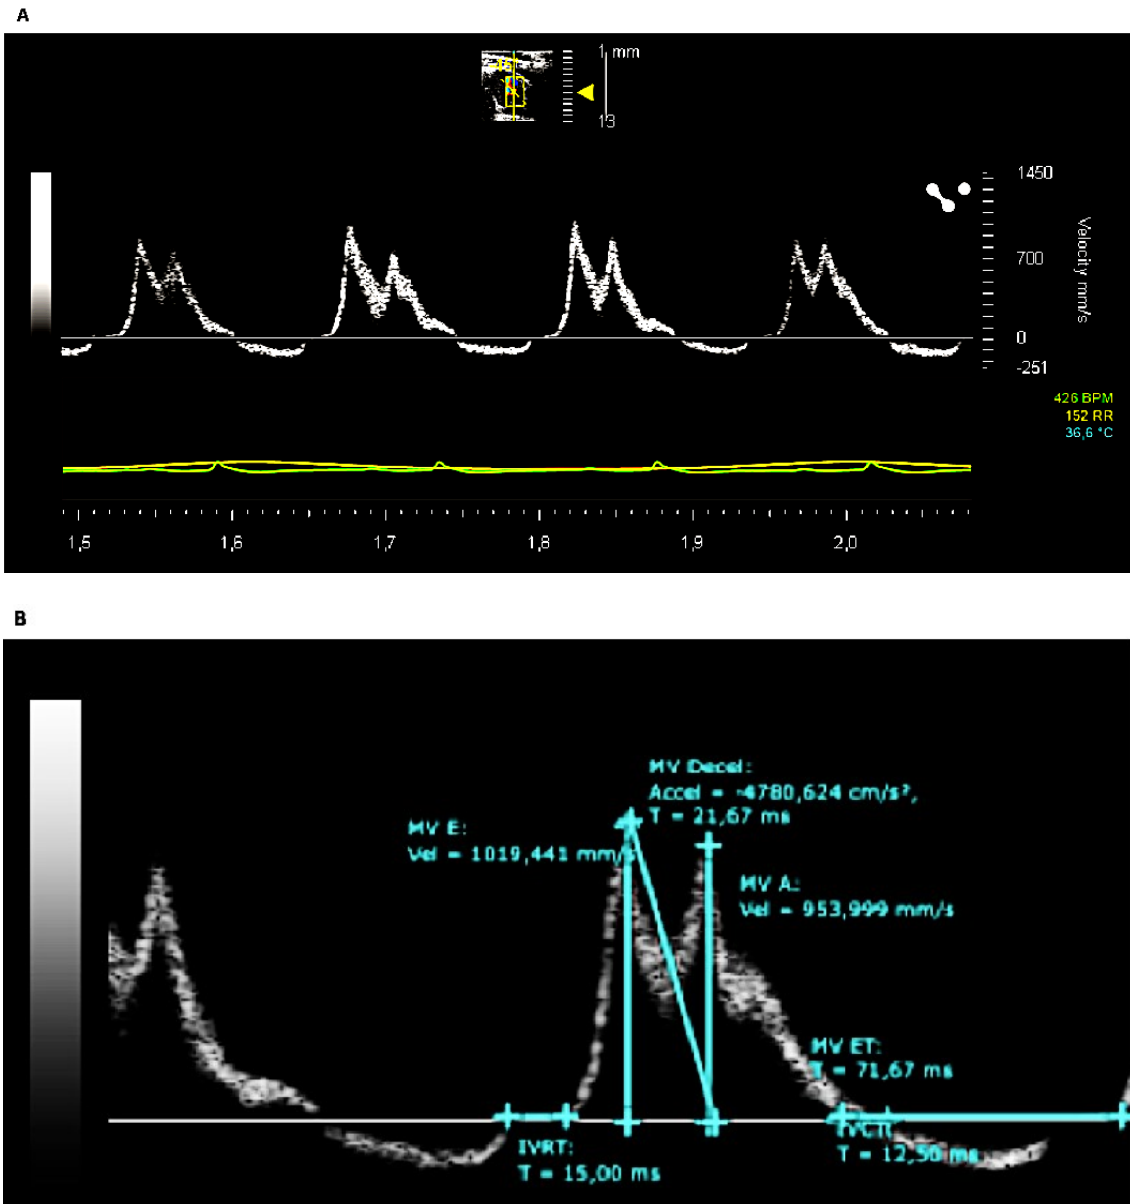 A
1 mm
13
1450
700
0
-251
Velocity mm/s
426 BPM
152 RR
36,6 °C
1,5 1,6 1,7 1,8 1,9 2,0
B
MV Decel:
Accel = -4780,624 cm/s²,
T = 21,67 ms
MV E:
Vel = 1019,441 mm/s
MV A:
Vel = 953,999 mm/s
MV ET:
T = 71,67 ms
IVRT:
T = 15,00 ms
T = 12,50 ms